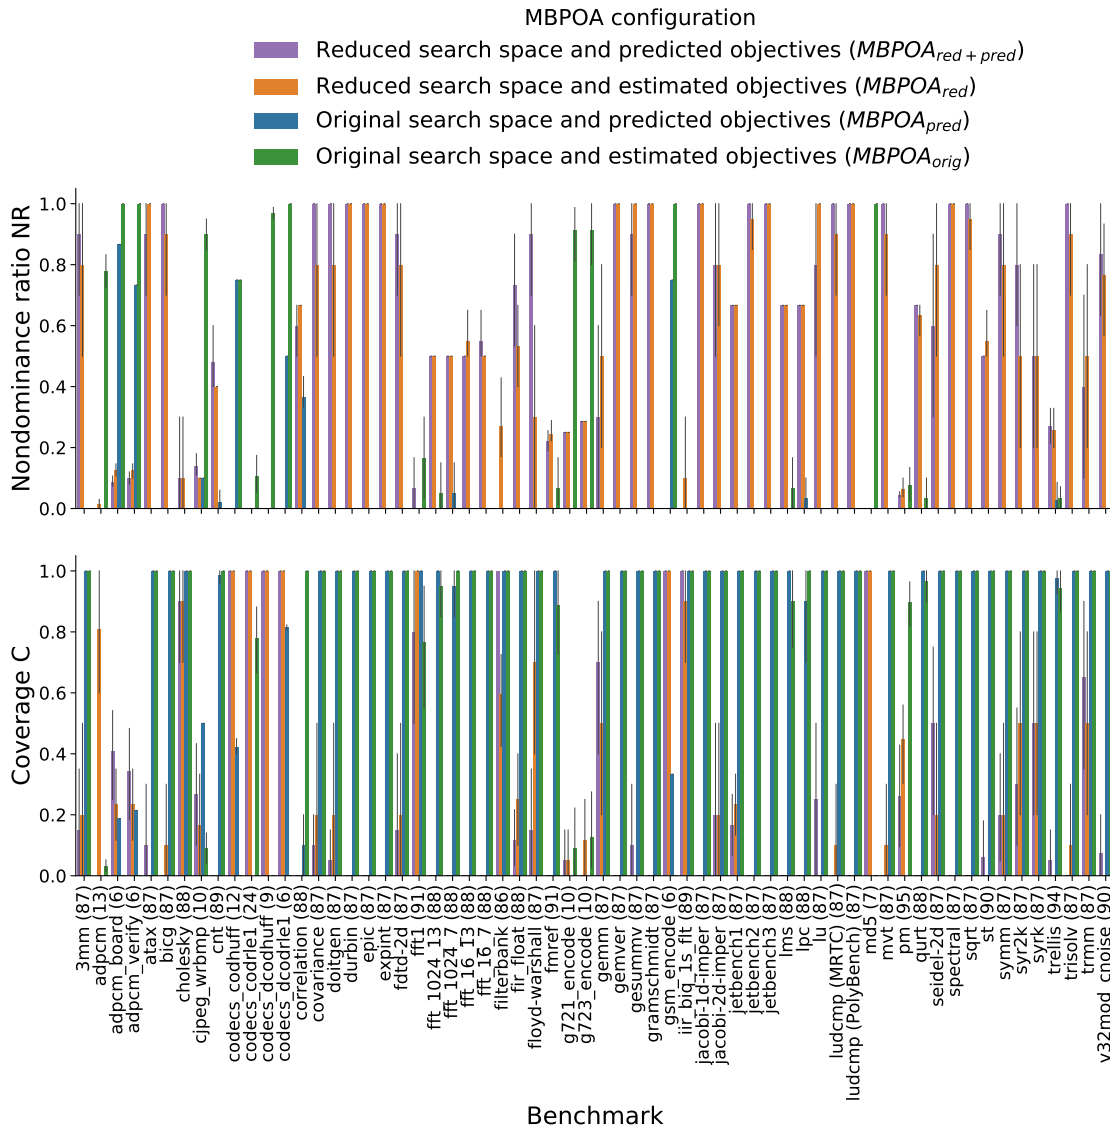 MBPOA configuration
Reduced search space and predicted objectives (MBPOA_{red+pred})
Reduced search space and estimated objectives (MBPOA_{red})
Original search space and predicted objectives (MBPOA_{pred})
Original search space and estimated objectives (MBPOA_{orig})
Nondominance ratio NR
1.0
0.8
0.6
0.4
0.2
0.0
Coverage C
1.0
0.8
0.6
0.4
0.2
0.0
3mm (87)
adpcm (13)
adpcm_board (6)
adpcm_verify (6)
atax (87)
bicg (87)
cholesky (88)
cjpeg_wrbmp (10)
cnt (89)
codecs_codhuff (12)
codecs_codrle1 (24)
codecs_dcodhuff (9)
codecs_dcodrle1 (6)
correlation (88)
covariance (87)
doitgen (87)
durbin (87)
epic (87)
expint (87)
fdtd-2d (87)
fft1 (91)
fft_1024_13 (88)
fft_1024_7 (88)
fft_16_13 (88)
fft_16_7 (88)
filterbank (86)
fir_float (88)
floyd-warshall (87)
fmref (91)
g721_encode (10)
g723_encode (10)
gemm (87)
gemver (87)
gesummv (87)
gramschmidt (87)
gsm_encode (6)
iir_biq_1s_flt (89)
jacobi-1d-imper (87)
jacobi-2d-imper (87)
jetbench1 (87)
jetbench2 (87)
jetbench3 (87)
lms (88)
lpc (88)
lu (87)
ludcmp (MRTC) (87)
ludcmp (PolyBench) (87)
md5 (7)
mvt (87)
pm (95)
qurt (88)
seidel-2d (87)
spectral (87)
sqrt (87)
st (90)
symm (87)
syr2k (87)
syrk (87)
trellis (94)
trisolv (87)
trmm (87)
v32mod_cnoise (90)
Benchmark